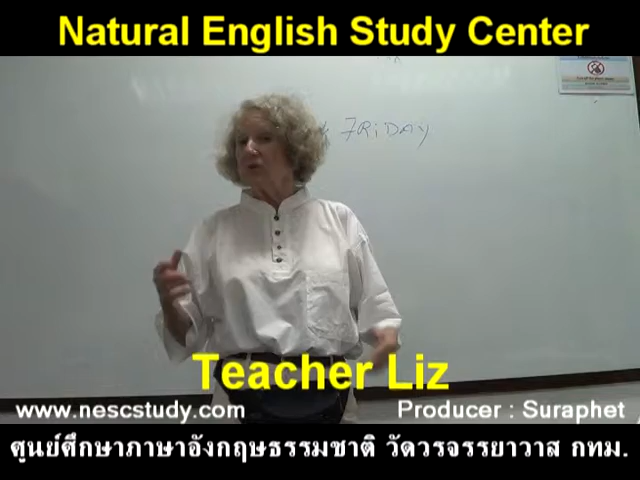 Natural English Study Center
FRIDAY
Teacher Liz
www.nescstudy.com
Producer : Suraphet
ศูนย์ศึกษาภาษาอังกฤษธรรมชาติ วัดวรจรรยาวาส กทม.